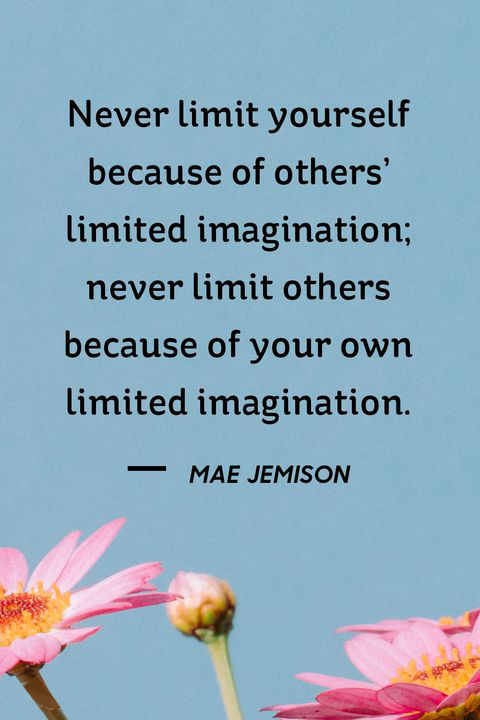 Never limit yourself
because of others’
limited imagination;
never limit others
because of your own
limited imagination.
— MAE JEMISON